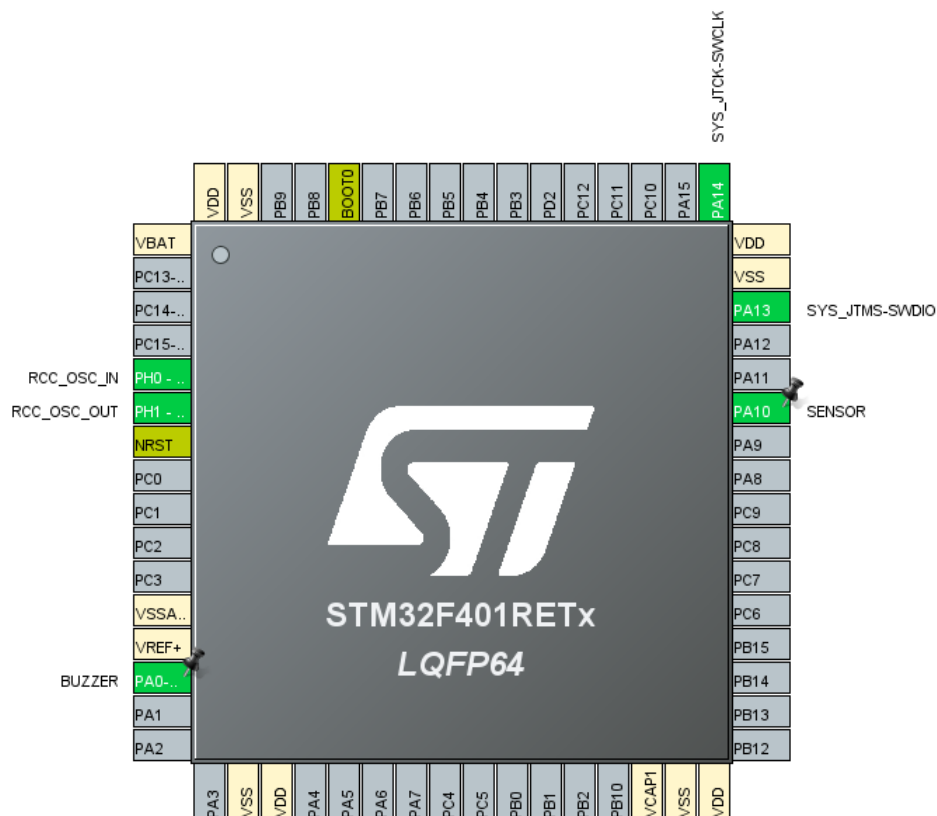 SYS_JTCK-SWCLK
VDD
VSS
PB9
PB8
BOOT0
PB7
PB6
PB5
PB4
PB3
PD2
PC12
PC11
PC10
PA15
PA14
VBAT
PC13-..
PC14-..
PC15-..
RCC_OSC_IN PH0 - ..
RCC_OSC_OUT PH1 - ..
NRST
PC0
PC1
PC2
PC3
VSSA..
VREF+
BUZZER PA0-..
PA1
PA2
VDD
VSS
PA13 SYS_JTMS-SWDIO
PA12
PA11
PA10 SENSOR
PA9
PA8
PC9
PC8
PC7
PC6
PB15
PB14
PB13
PB12
ST
STM32F401RETx
LQFP64
PA3
VSS
VDD
PA4
PA5
PA6
PA7
PC4
PC5
PB0
PB1
PB2
PB10
VCAP1
VSS
VDD